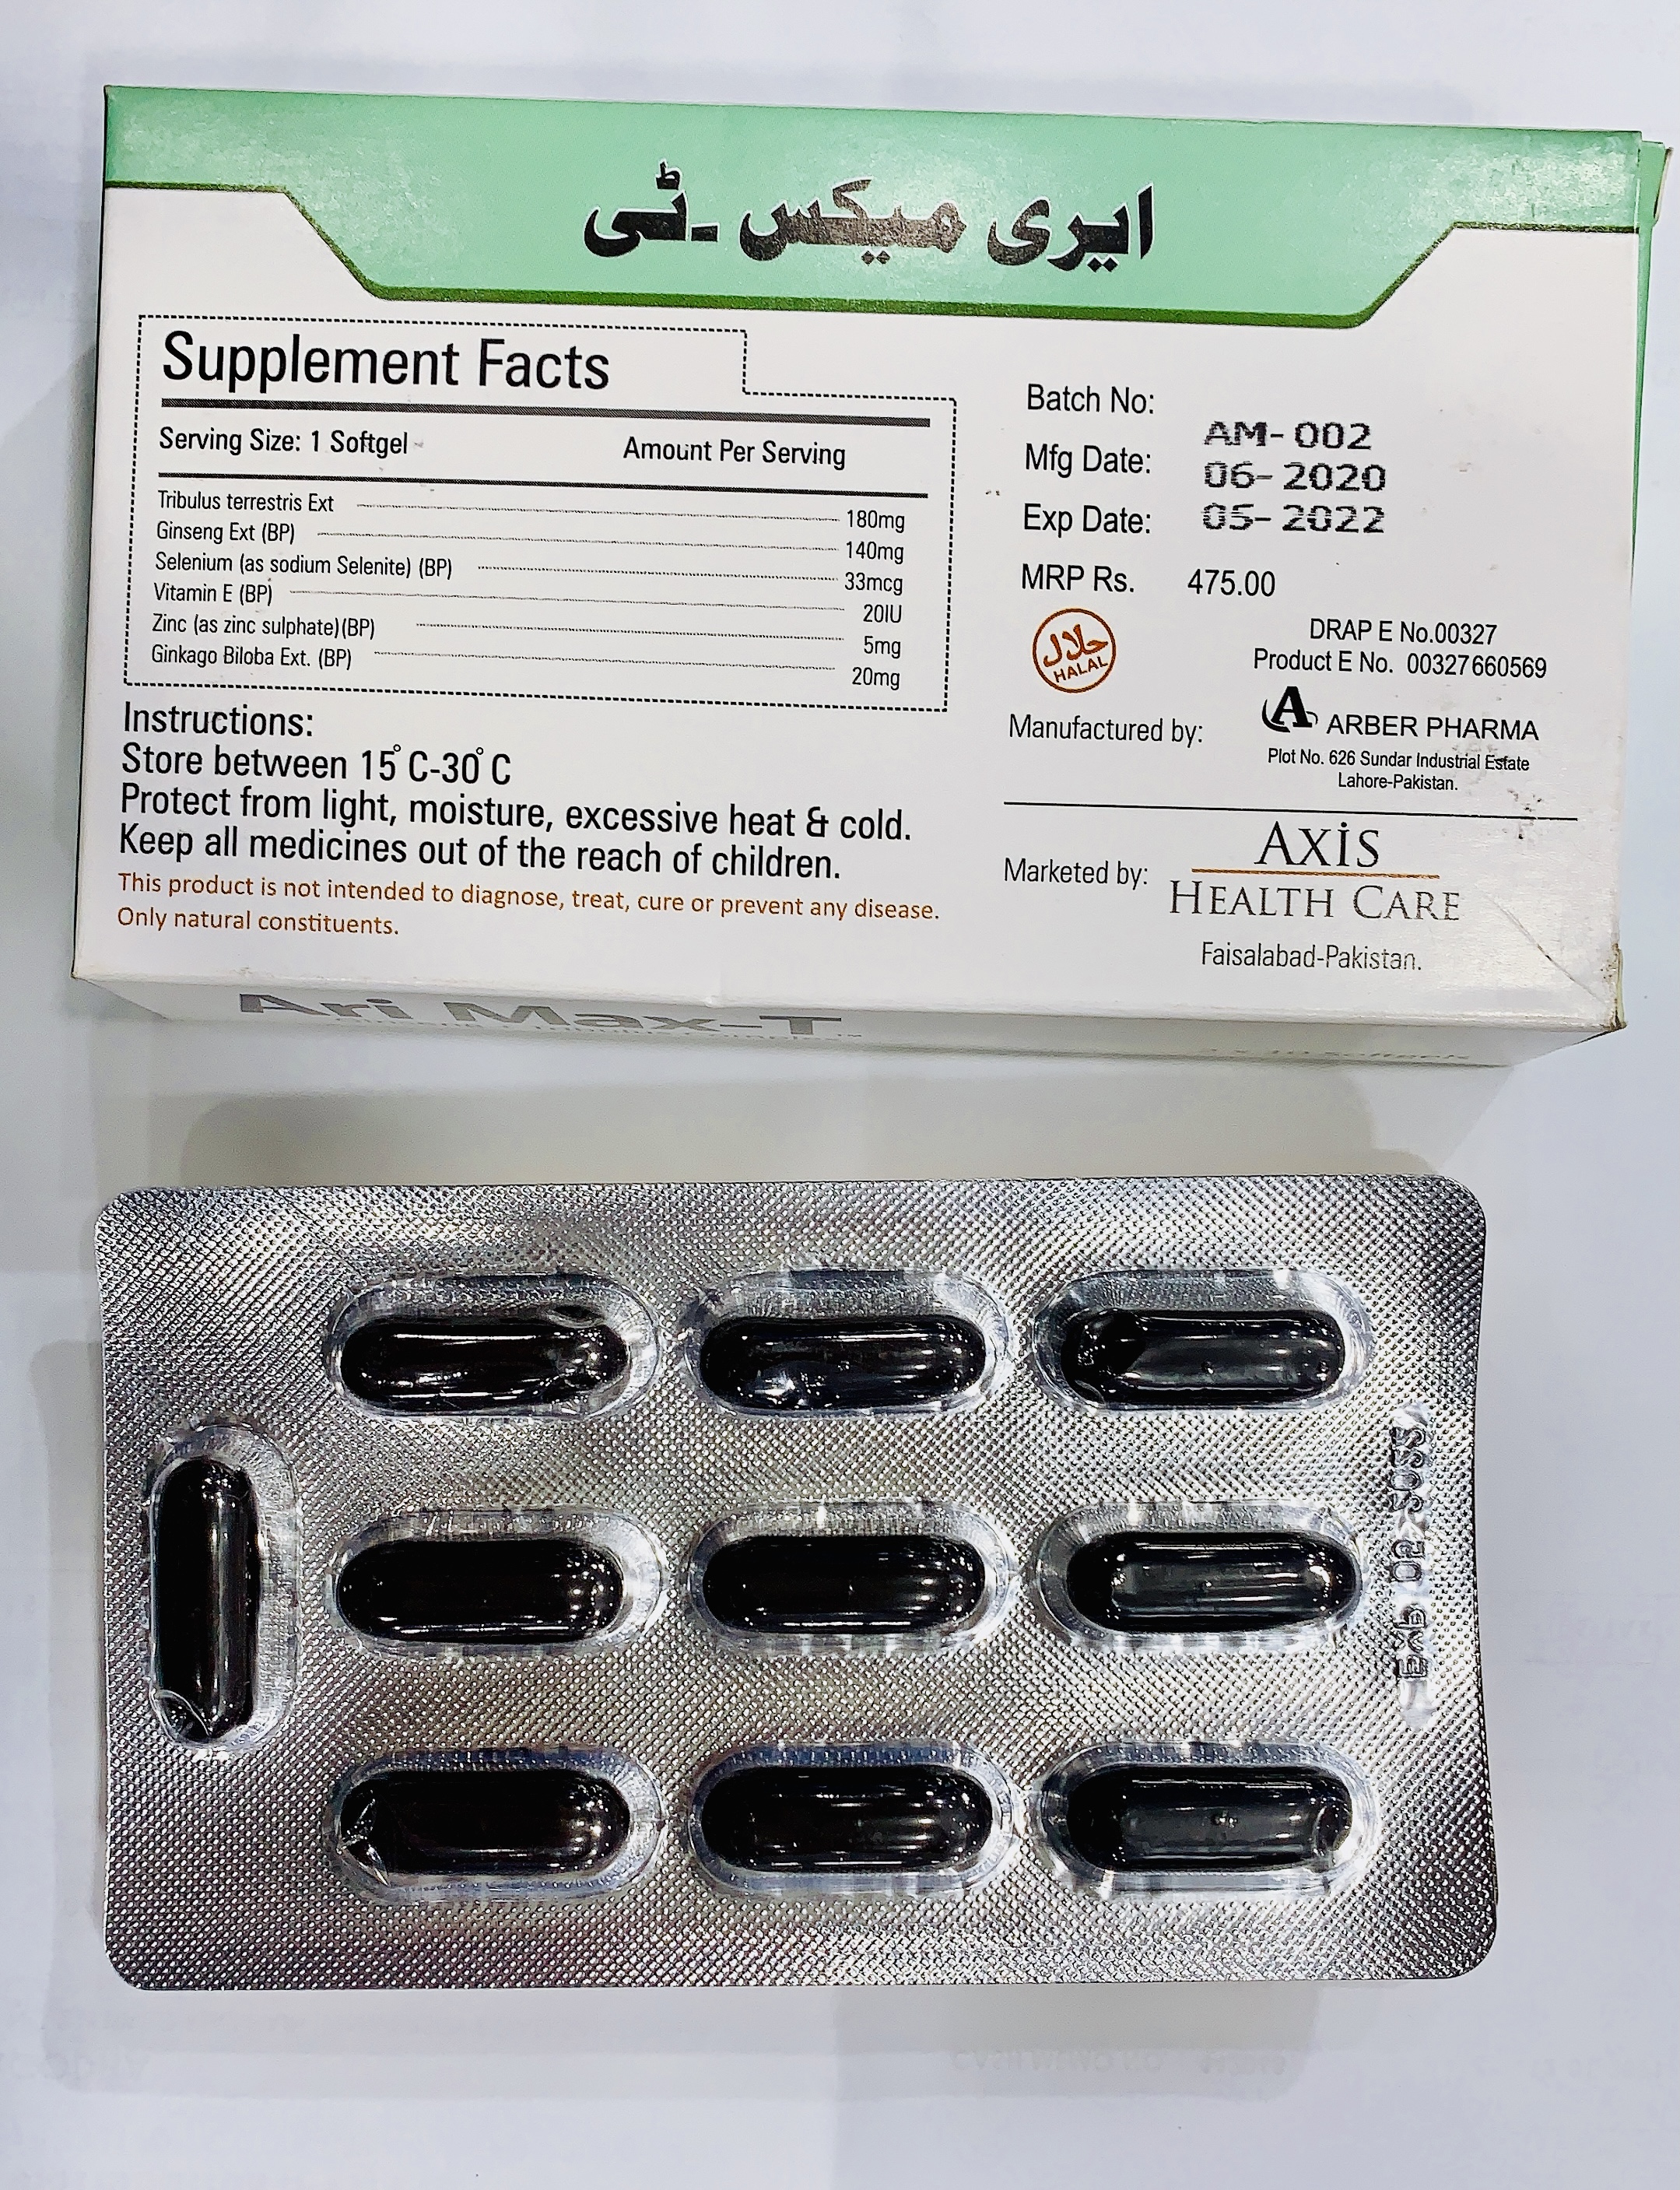 ایری میکس ۔ ٹی
Supplement Facts
Serving Size: 1 Softgel Amount Per Serving
Tribulus terrestris Ext 180mg
Ginseng Ext (BP) 140mg
Selenium (as sodium Selenite) (BP) 33mcg
Vitamin E (BP) 20IU
Zinc (as zinc sulphate)(BP) 5mg
Ginkago Biloba Ext. (BP) 20mg
Instructions:
Store between 15°C-30°C
Protect from light, moisture, excessive heat & cold.
Keep all medicines out of the reach of children.
This product is not intended to diagnose, treat, cure or prevent any disease.
Only natural constituents.
Batch No: AM-002
Mfg Date: 06-2020
Exp Date: 05-2022
MRP Rs. 475.00
حلال
HALAL
DRAP E No.00327
Product E No. 00327660569
Manufactured by: ARBER PHARMA
Plot No. 626 Sundar Industrial Estate
Lahore-Pakistan.
Marketed by: AXIS
HEALTH CARE
Faisalabad-Pakistan.
Ari Max-T